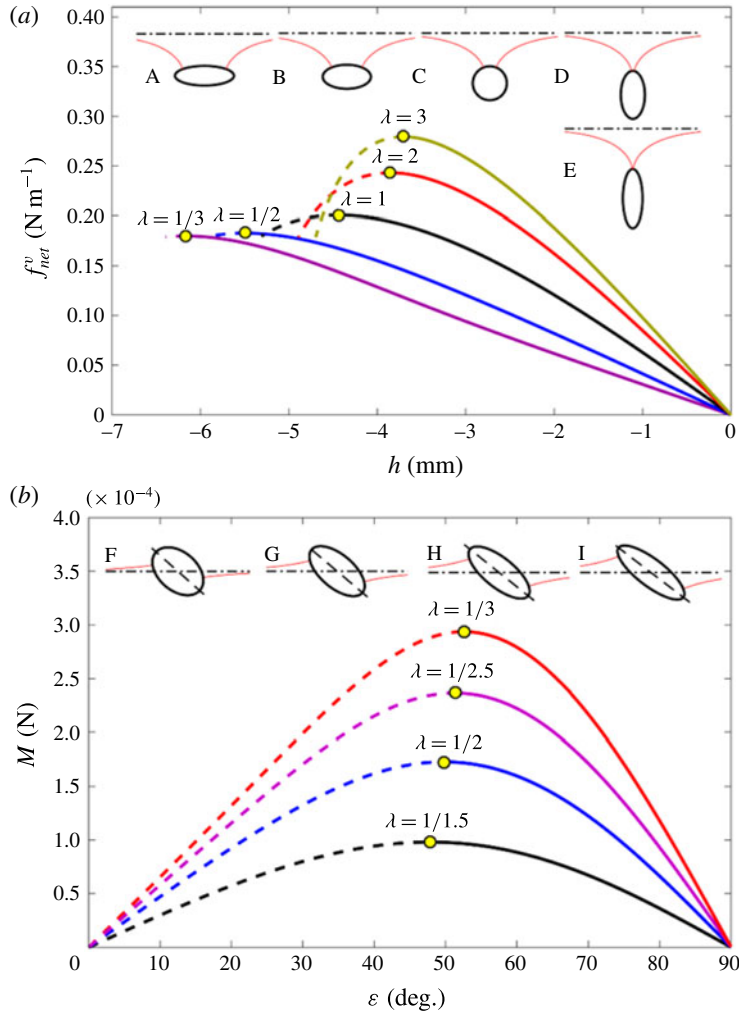 (a)
0.40
A
B
C
D
0.35
0.30
λ = 3
E
0.25
λ = 2
λ = 1/3
λ = 1/2
λ = 1
0.20
0.15
0.10
0.05
0
f^v_net (N m⁻¹)
−7
−6
−5
−4
−3
−2
−1
0
h (mm)
(b)
(× 10⁻⁴)
4.0
F
G
H
I
3.5
λ = 1/3
3.0
λ = 1/2.5
2.5
2.0
λ = 1/2
1.5
λ = 1/1.5
1.0
0.5
M (N)
0
10
20
30
40
50
60
70
80
90
ε (deg.)